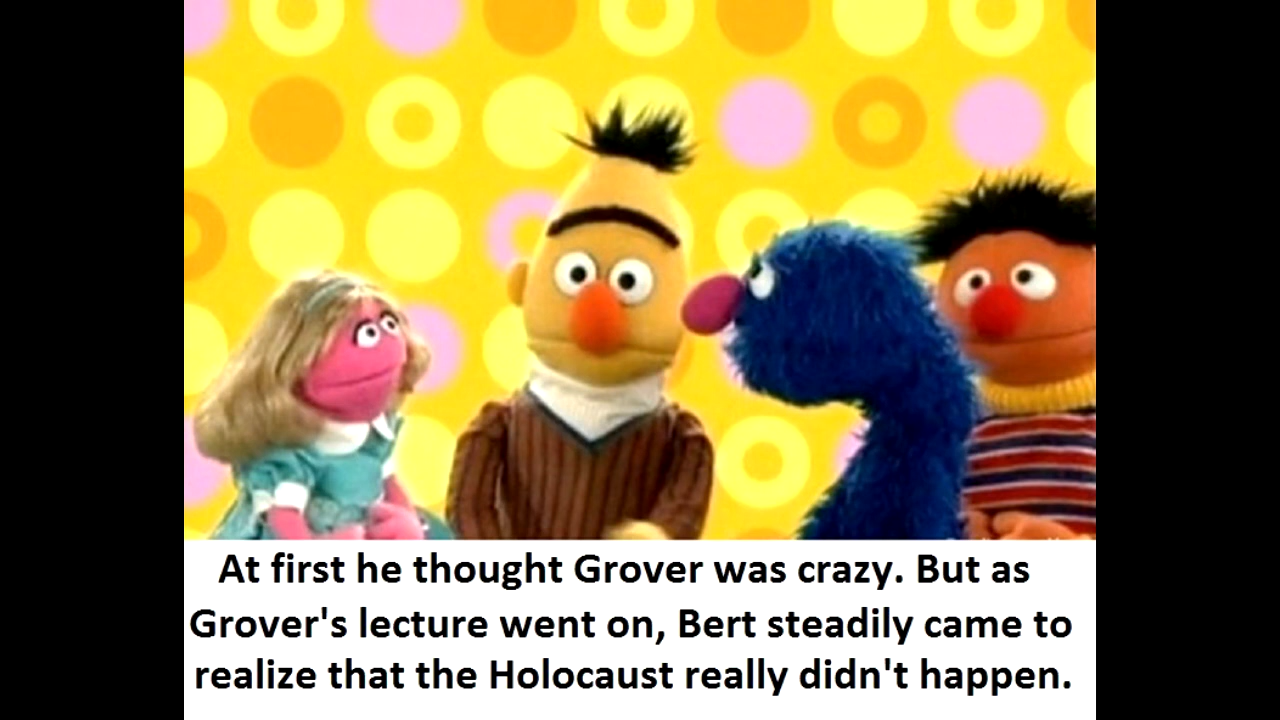 At first he thought Grover was crazy. But as
Grover's lecture went on, Bert steadily came to
realize that the Holocaust really didn't happen.